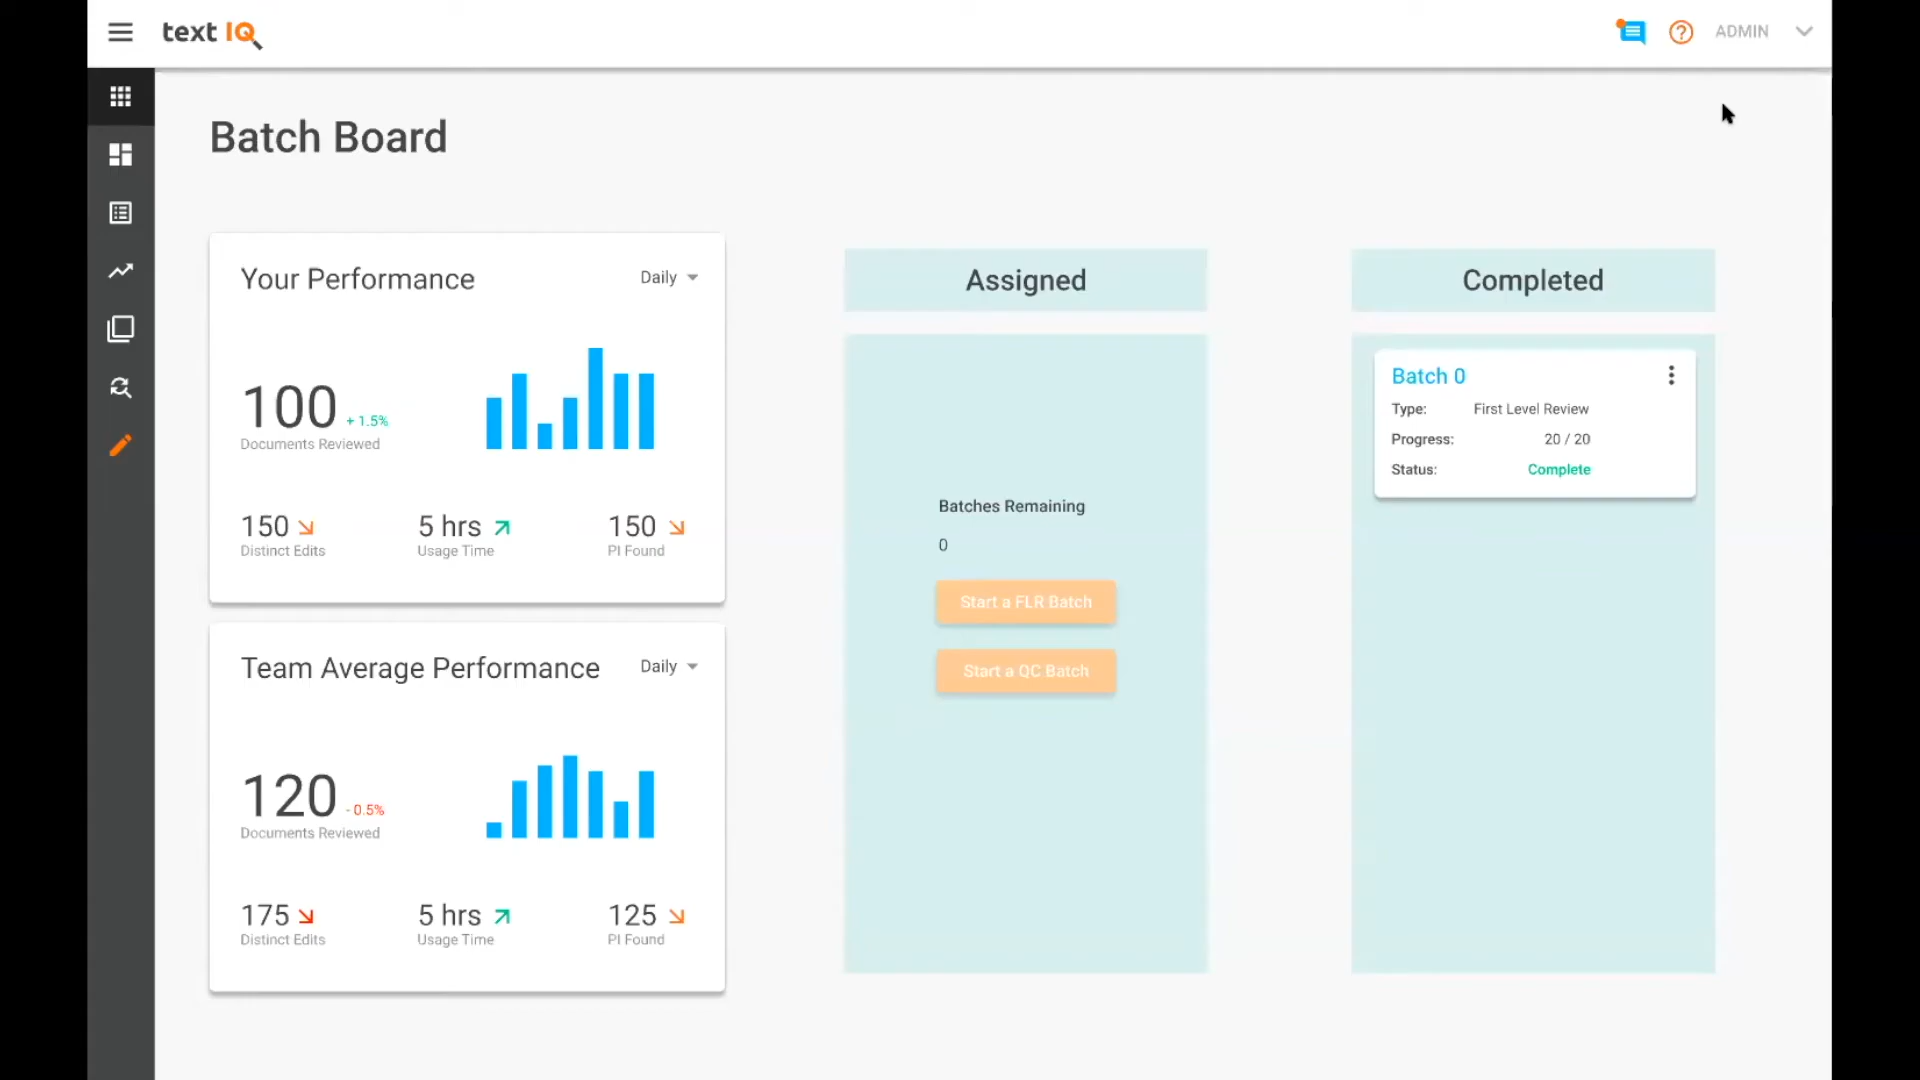 text IQ
? ADMIN
Batch Board
Your Performance
Daily
100 + 1.5%
Documents Reviewed
150
Distinct Edits
5 hrs
Usage Time
150
PI Found
Team Average Performance
Daily
120 - 0.5%
Documents Reviewed
175
Distinct Edits
5 hrs
Usage Time
125
PI Found
Assigned
Batches Remaining
0
Start a FLR Batch
Start a QC Batch
Completed
Batch 0
Type: First Level Review
Progress: 20 / 20
Status: Complete